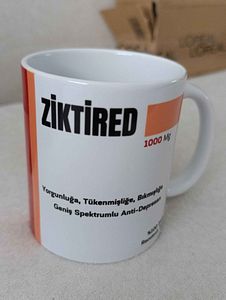 ZİKTİRED
1000 Mg
Yorgunluğa, Tükenmişliğe, Bıkmışlığa
Geniş Spektrumlu Anti-Depresan